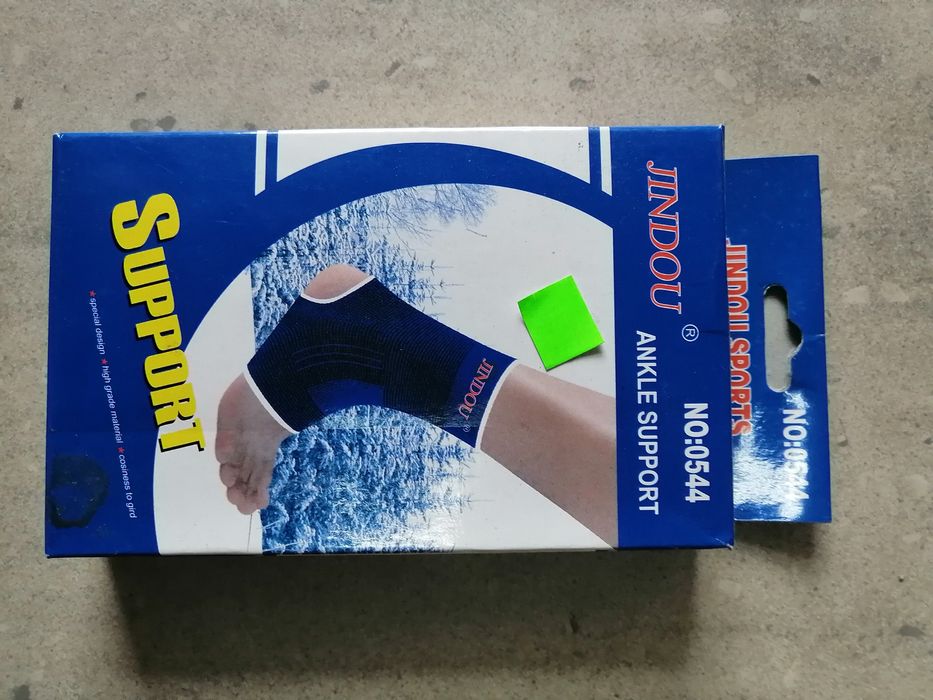 JINDOU SPORTS
NO:0544
JINDOU ®
ANKLE SUPPORT
NO:0544
JINDOU ®
SUPPORT
* special design * high grade material * cosiness to gird